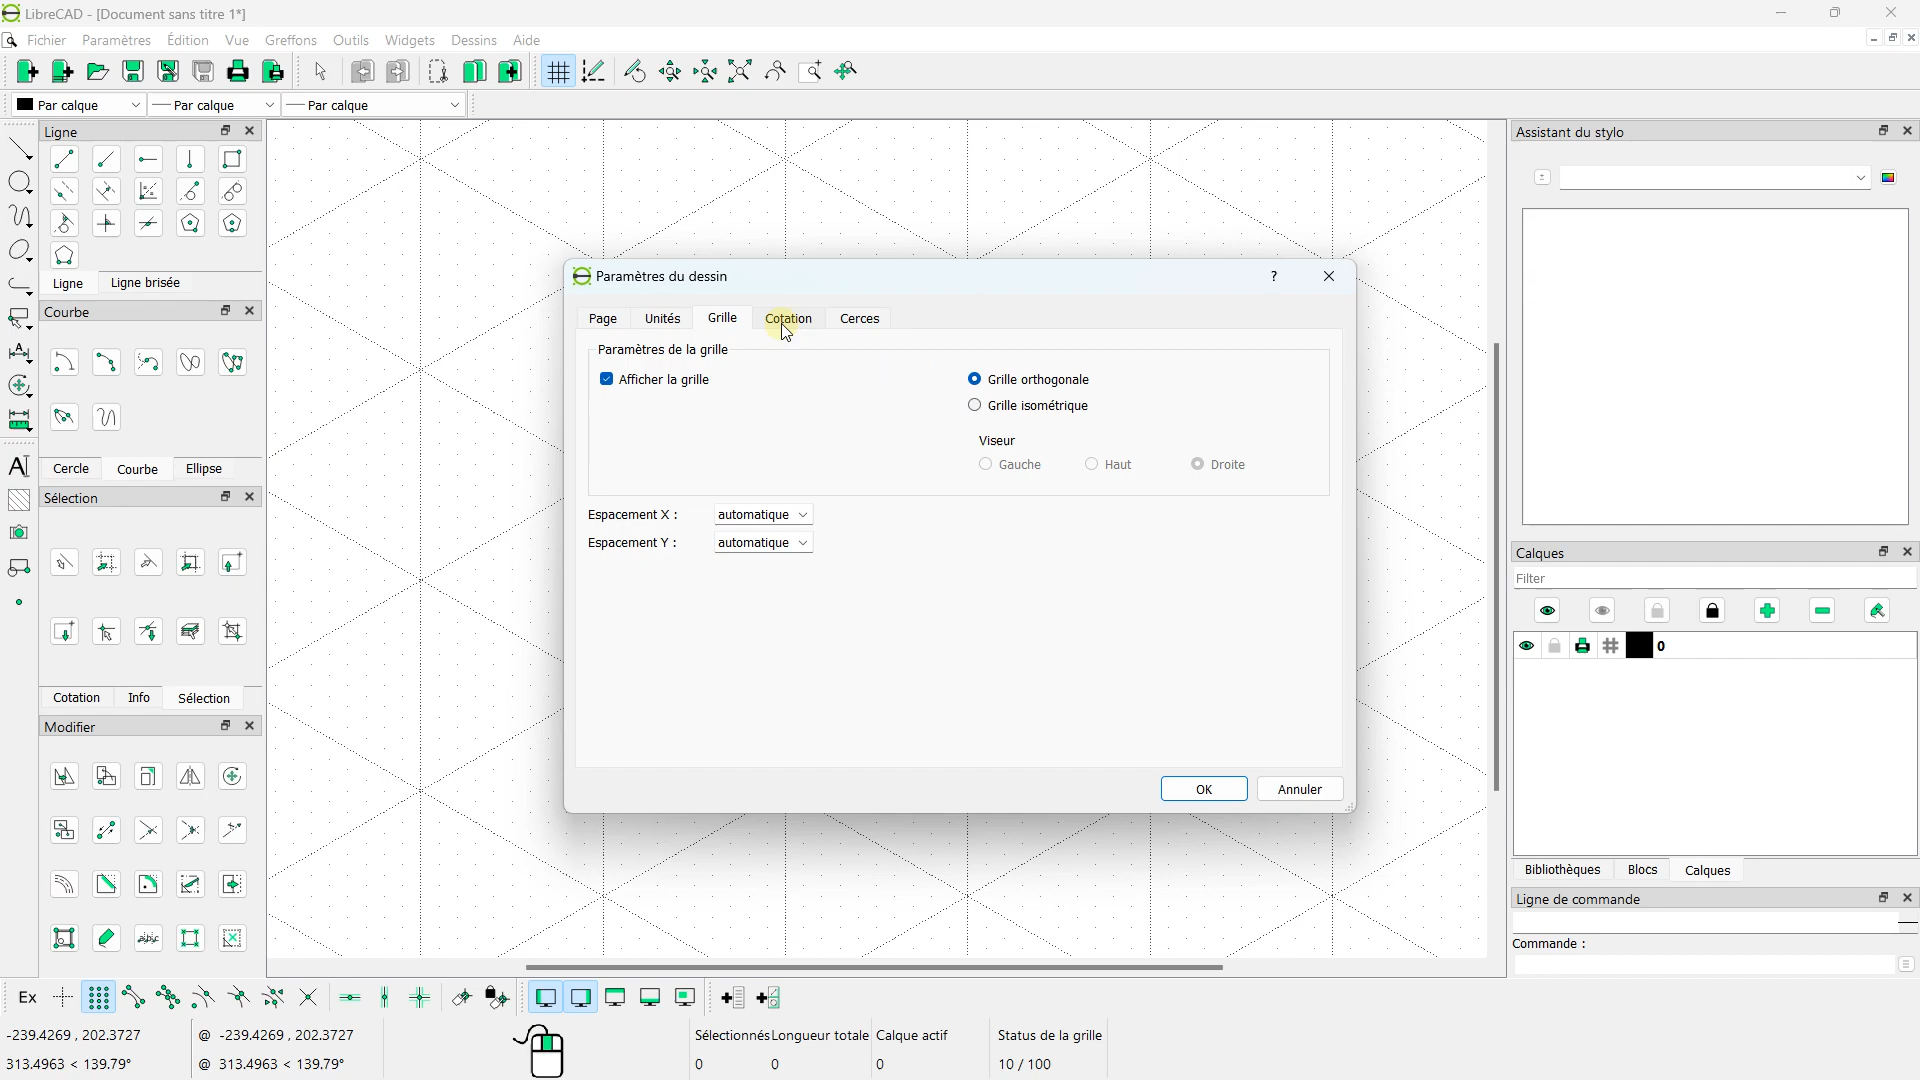 LibreCAD - [Document sans titre 1*]
Fichier Paramètres Édition Vue Greffons Outils Widgets Dessins Aide
Par calque Par calque Par calque
Ligne
Ligne Ligne brisée
Courbe
Cercle Courbe Ellipse
Sélection
Cotation Info Sélection
Modifier
abc
A
Paramètres du dessin ?
Page Unités Grille Cotation Cerces
Paramètres de la grille
Afficher la grille
Grille orthogonale
Grille isométrique
Viseur
Gauche Haut Droite
Espacement X : automatique
Espacement Y : automatique
OK Annuler
Assistant du stylo
Calques
Filter
0
Bibliothèques Blocs Calques
Ligne de commande
Commande :
Ex
-239.4269 , 202.3727 @ -239.4269 , 202.3727
313.4963 < 139.79° @ 313.4963 < 139.79°
Sélectionnés Longueur totale Calque actif Status de la grille
0 0 0 10 / 100